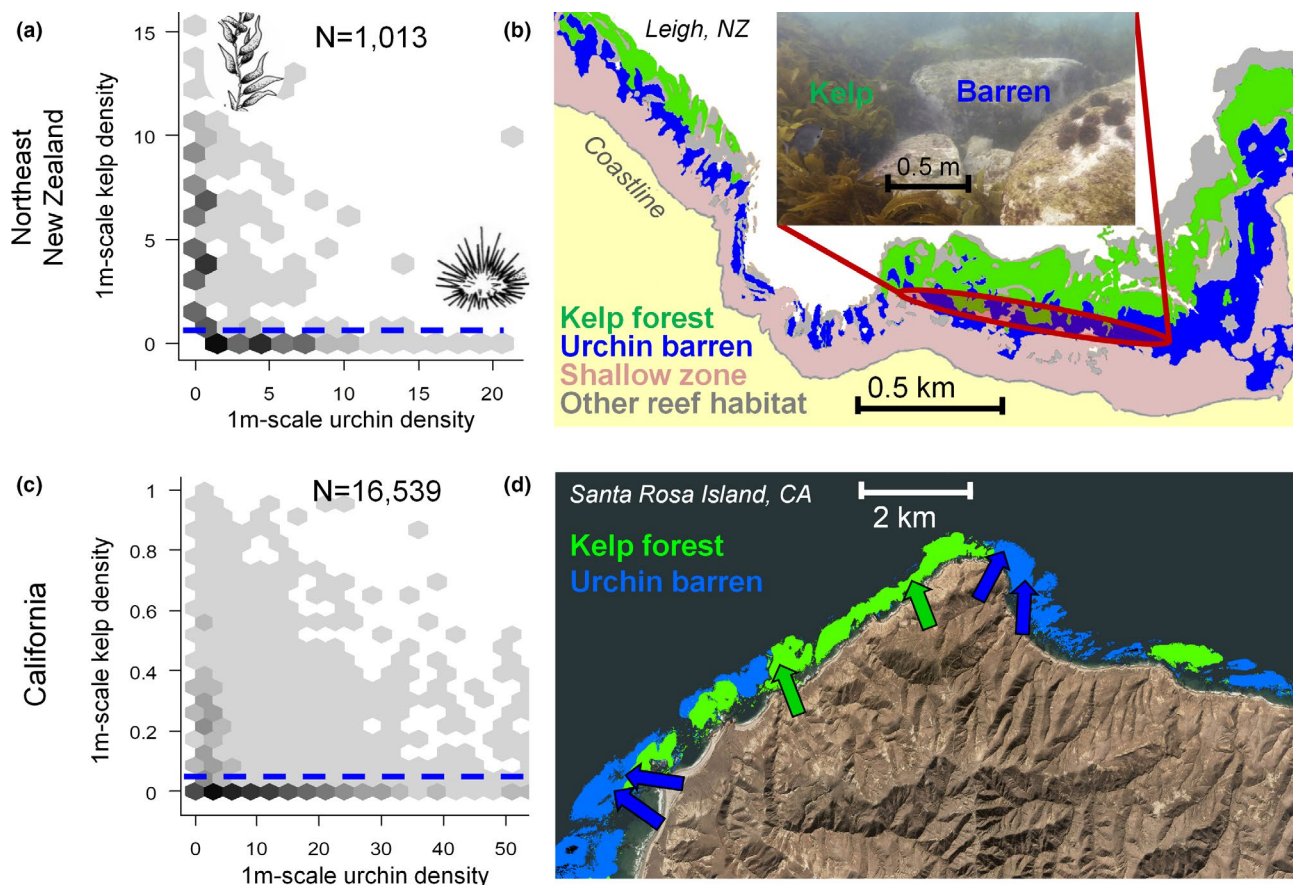 (a)
N=1,013
Northeast
New Zealand
1m-scale kelp density
15
10
5
0
0 5 10 15 20
1m-scale urchin density
(b)
Leigh, NZ
Kelp
Barren
0.5 m
Coastline
Kelp forest
Urchin barren
Shallow zone
Other reef habitat
0.5 km
(c)
N=16,539
California
1m-scale kelp density
1
0.8
0.6
0.4
0.2
0
0 10 20 30 40 50
1m-scale urchin density
(d)
Santa Rosa Island, CA
2 km
Kelp forest
Urchin barren